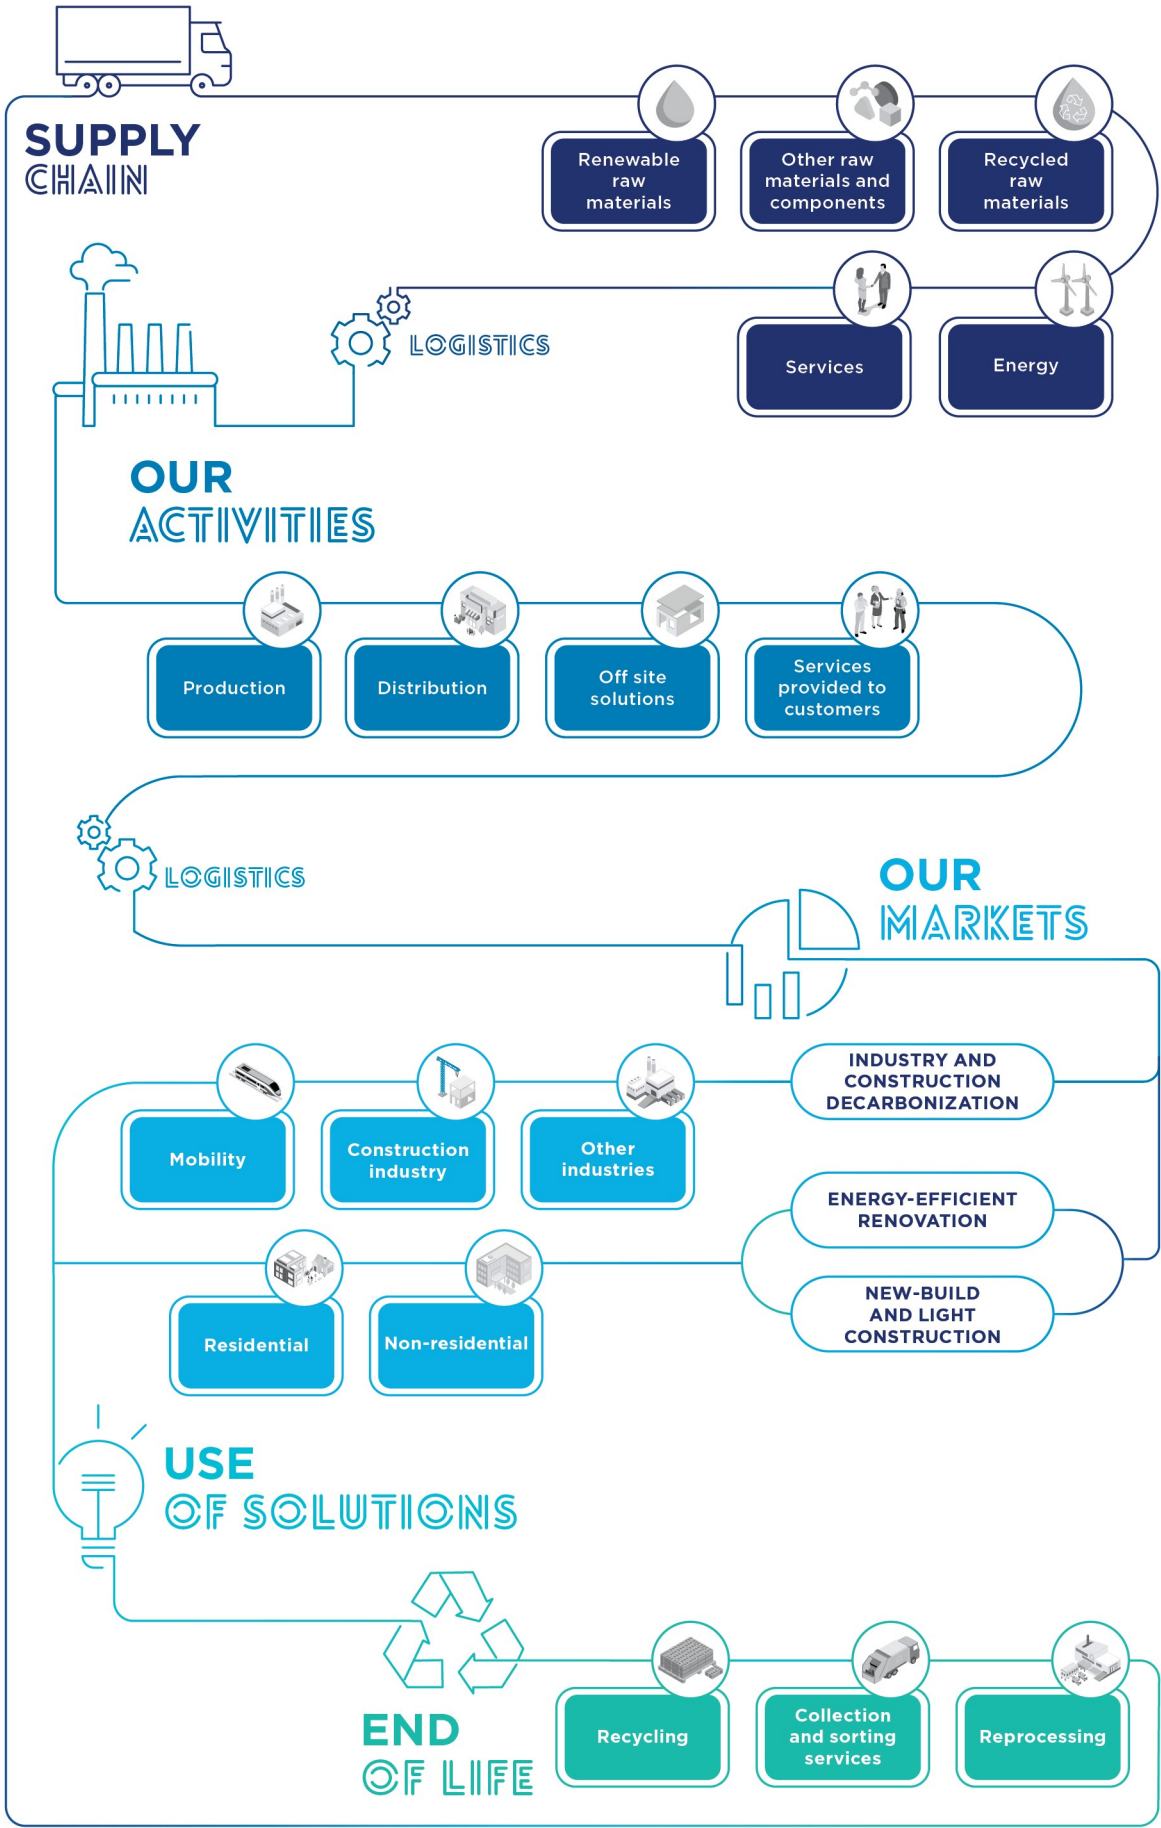 SUPPLY
CHAIN
Renewable
raw
materials
Other raw
materials and
components
Recycled
raw
materials
Services
Energy
LOGISTICS
OUR
ACTIVITIES
Production
Distribution
Off site
solutions
Services
provided to
customers
LOGISTICS
OUR
MARKETS
INDUSTRY AND
CONSTRUCTION
DECARBONIZATION
Mobility
Construction
industry
Other
industries
ENERGY-EFFICIENT
RENOVATION
NEW-BUILD
AND LIGHT
CONSTRUCTION
Residential
Non-residential
USE
OF SOLUTIONS
END
OF LIFE
Recycling
Collection
and sorting
services
Reprocessing